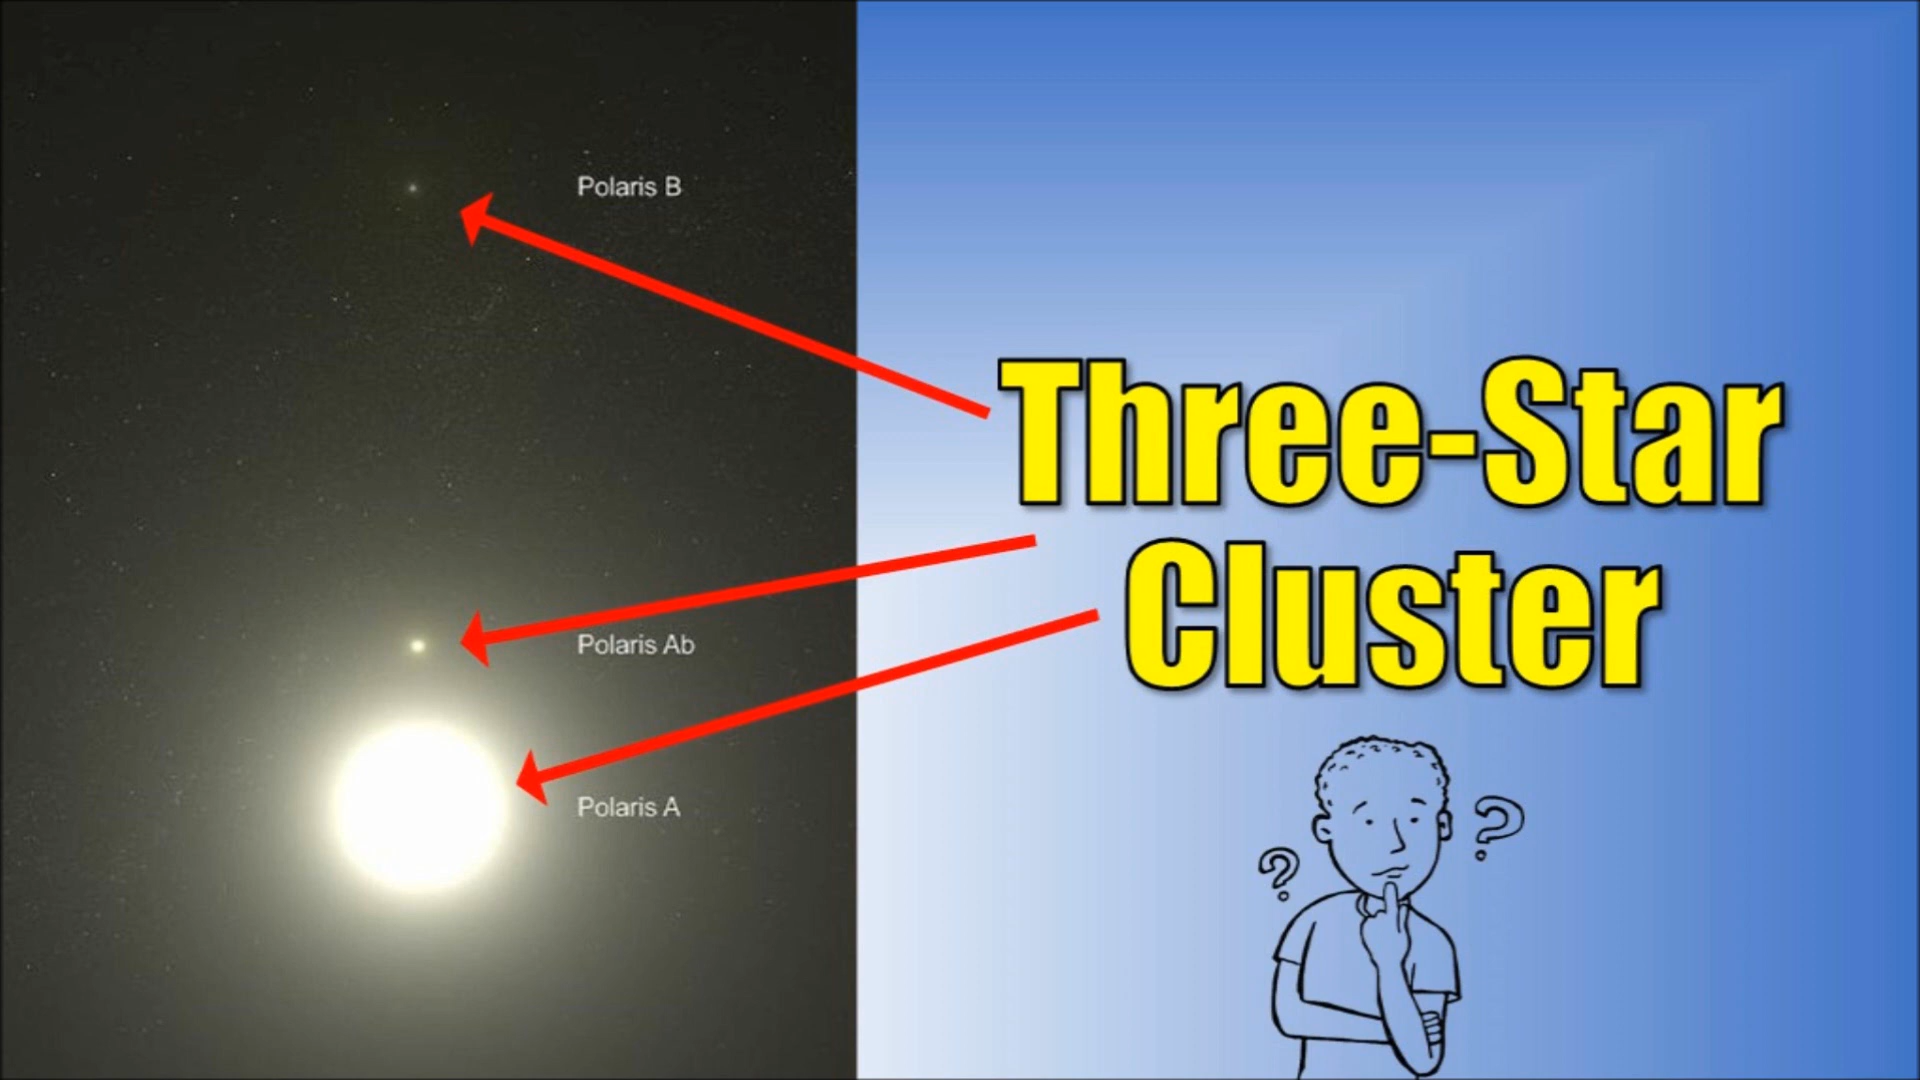 Polaris B
Three-Star
Cluster
Polaris Ab
Polaris A
? ?